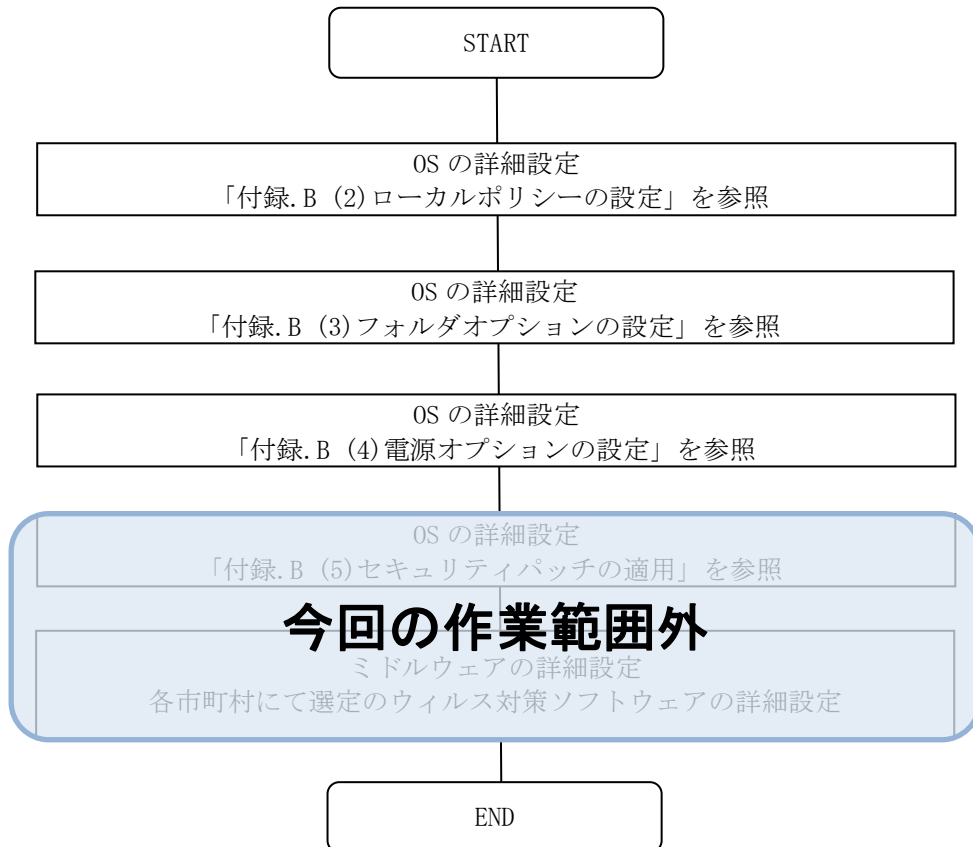 START
OS の詳細設定
「付録.B (2)ローカルポリシーの設定」を参照
OS の詳細設定
「付録.B (3)フォルダオプションの設定」を参照
OS の詳細設定
「付録.B (4)電源オプションの設定」を参照
OS の詳細設定
「付録.B (5)セキュリティパッチの適用」を参照
今回の作業範囲外
ミドルウェアの詳細設定
各市町村にて選定のウィルス対策ソフトウェアの詳細設定
END